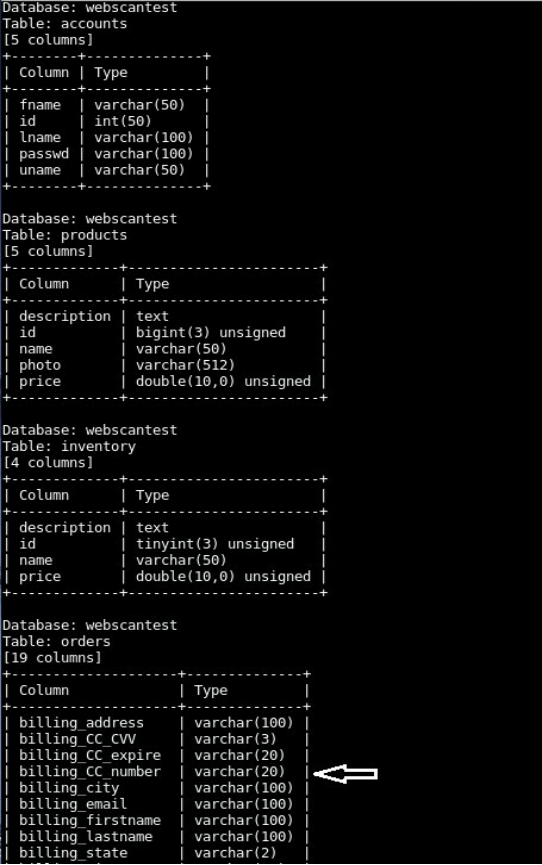 Database: webscantest
Table: accounts
[5 columns]
+--------+--------------+
| Column | Type         |
+--------+--------------+
| fname  | varchar(50)  |
| id     | int(50)      |
| lname  | varchar(100) |
| passwd | varchar(100) |
| uname  | varchar(50)  |
+--------+--------------+

Database: webscantest
Table: products
[5 columns]
+-------------+-----------------------+
| Column      | Type                  |
+-------------+-----------------------+
| description | text                  |
| id          | bigint(3) unsigned    |
| name        | varchar(50)           |
| photo       | varchar(512)          |
| price       | double(10,0) unsigned |
+-------------+-----------------------+

Database: webscantest
Table: inventory
[4 columns]
+-------------+-----------------------+
| Column      | Type                  |
+-------------+-----------------------+
| description | text                  |
| id          | tinyint(3) unsigned   |
| name        | varchar(50)           |
| price       | double(10,0) unsigned |
+-------------+-----------------------+

Database: webscantest
Table: orders
[19 columns]
+--------------------+--------------+
| Column             | Type         |
+--------------------+--------------+
| billing_address    | varchar(100) |
| billing_CC_CVV     | varchar(3)   |
| billing_CC_expire  | varchar(20)  |
| billing_CC_number  | varchar(20)  |
| billing_city       | varchar(100) |
| billing_email      | varchar(100) |
| billing_firstname  | varchar(100) |
| billing_lastname   | varchar(100) |
| billing_state      | varchar(2)   |